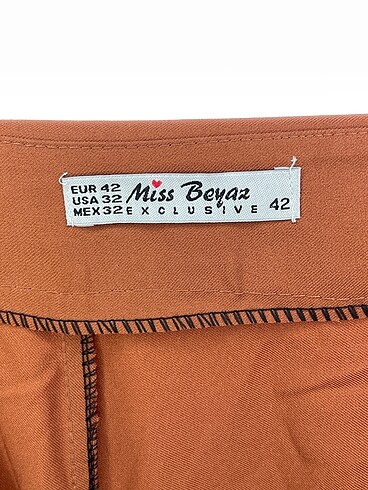 EUR 42
USA 32
MEX 32
Miss Beyaz
EXCLUSIVE
42